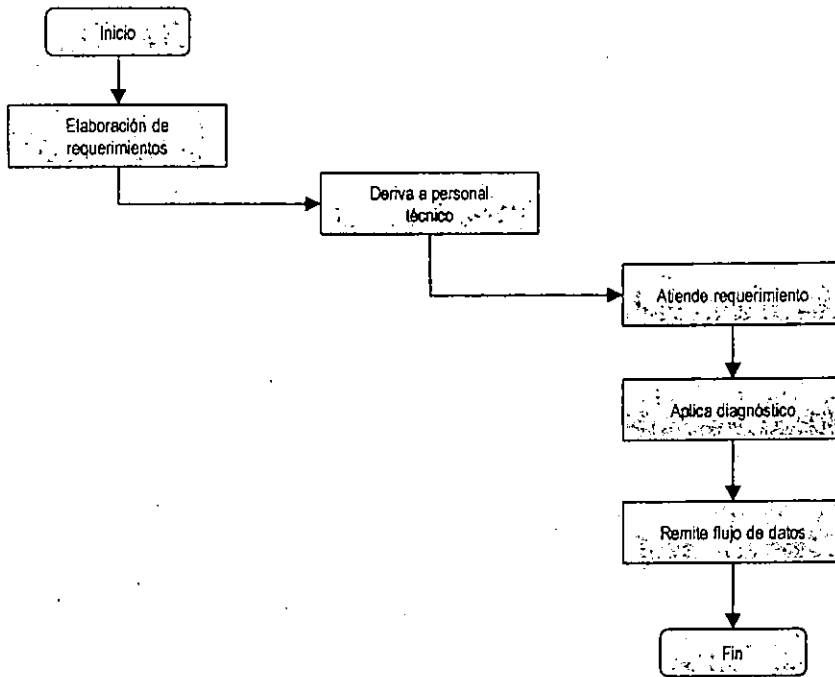 Inicio
Elaboración de
requerimientos
Deriva a personal
técnico
Atiende requerimiento
Aplica diagnóstico
Remite flujo de datos
Fin